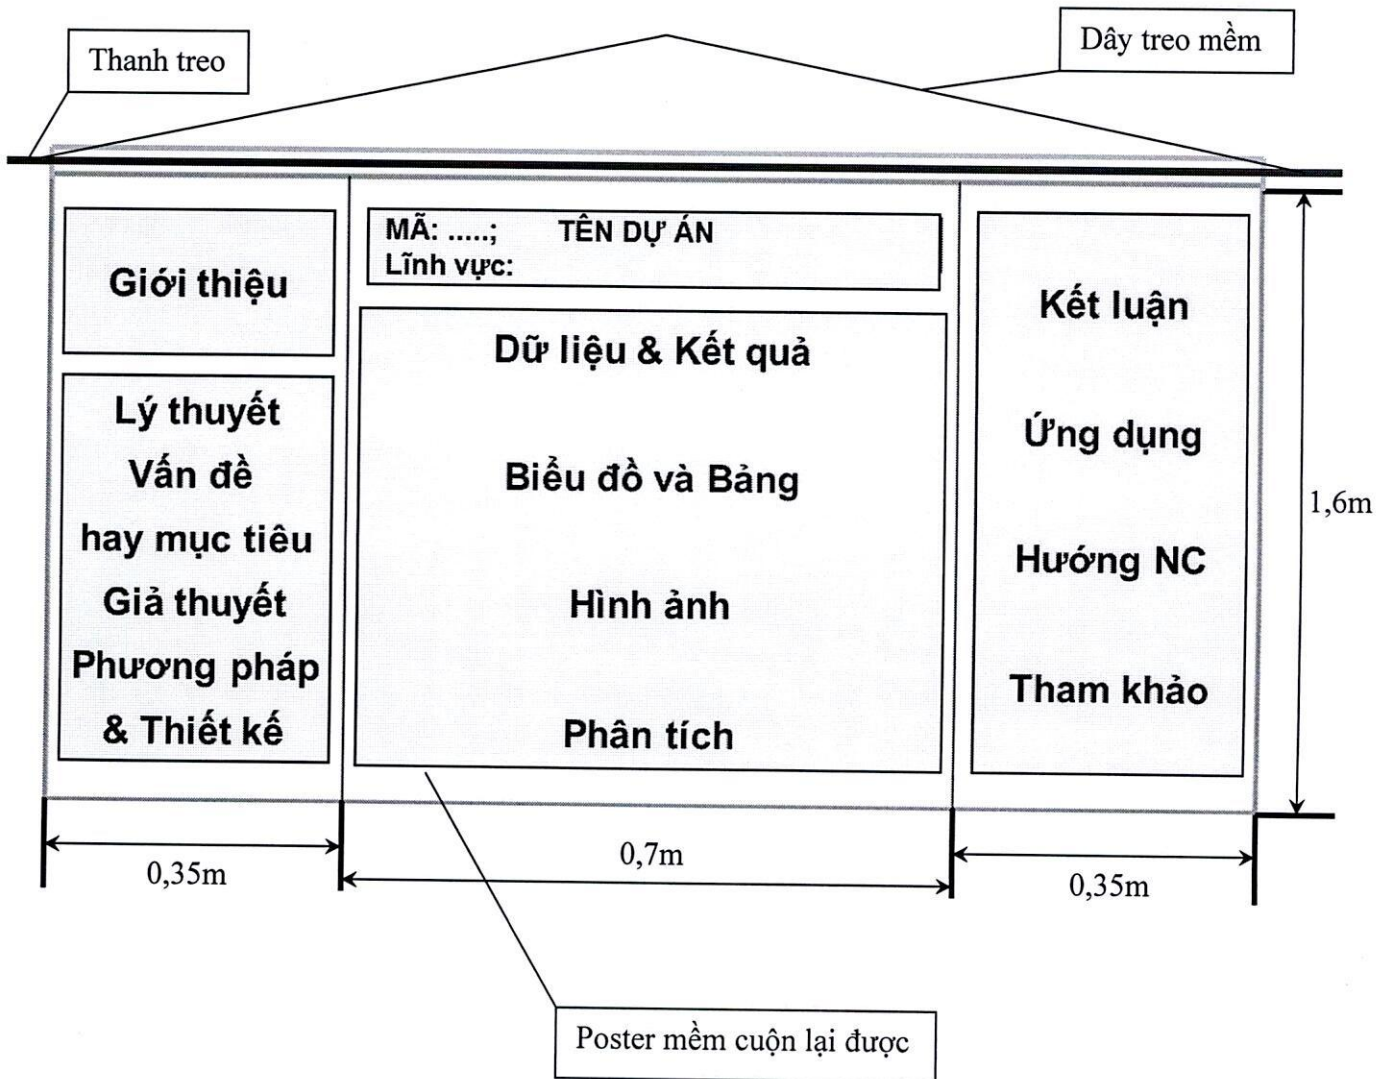 Thanh treo
Dây treo mềm
Giới thiệu
Lý thuyết
Vấn đề
hay mục tiêu
Giả thuyết
Phương pháp
& Thiết kế
MÃ: .....; TÊN DỰ ÁN
Lĩnh vực:
Dữ liệu & Kết quả
Biểu đồ và Bảng
Hình ảnh
Phân tích
Kết luận
Ứng dụng
Hướng NC
Tham khảo
1,6m
0,35m
0,7m
0,35m
Poster mềm cuộn lại được